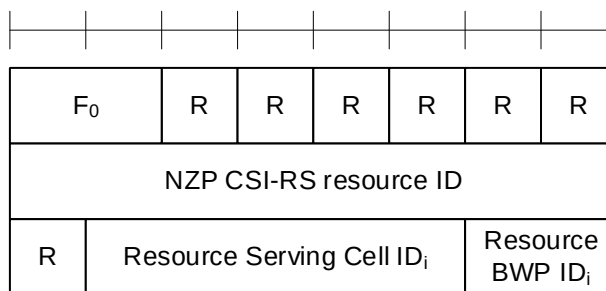 F₀ R R R R R R
NZP CSI-RS resource ID
R Resource Serving Cell IDᵢ Resource
BWP IDᵢ